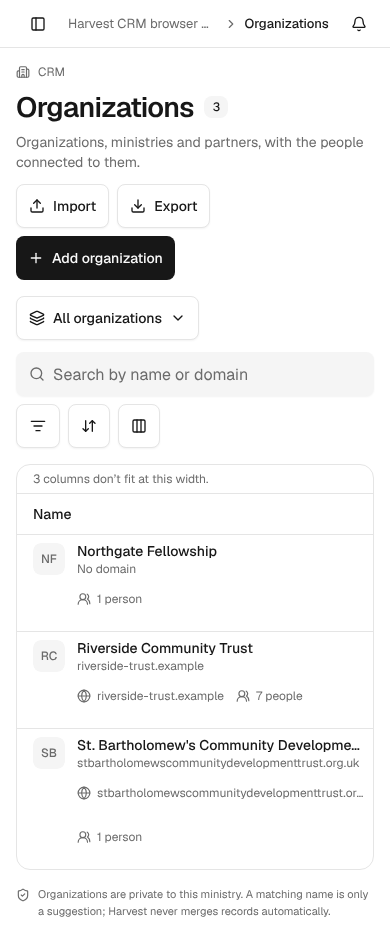 Harvest CRM browser ... Organizations
CRM
Organizations 3
Organizations, ministries and partners, with the people
connected to them.
Import Export
Add organization
All organizations
Search by name or domain
3 columns don't fit at this width.
Name
NF Northgate Fellowship
No domain
1 person
RC Riverside Community Trust
riverside-trust.example
riverside-trust.example 7 people
SB St. Bartholomew's Community Developme...
stbartholomewscommunitydevelopmenttrust.org.uk
stbartholomewscommunitydevelopmenttrust.or...
1 person
Organizations are private to this ministry. A matching name is only
a suggestion; Harvest never merges records automatically.